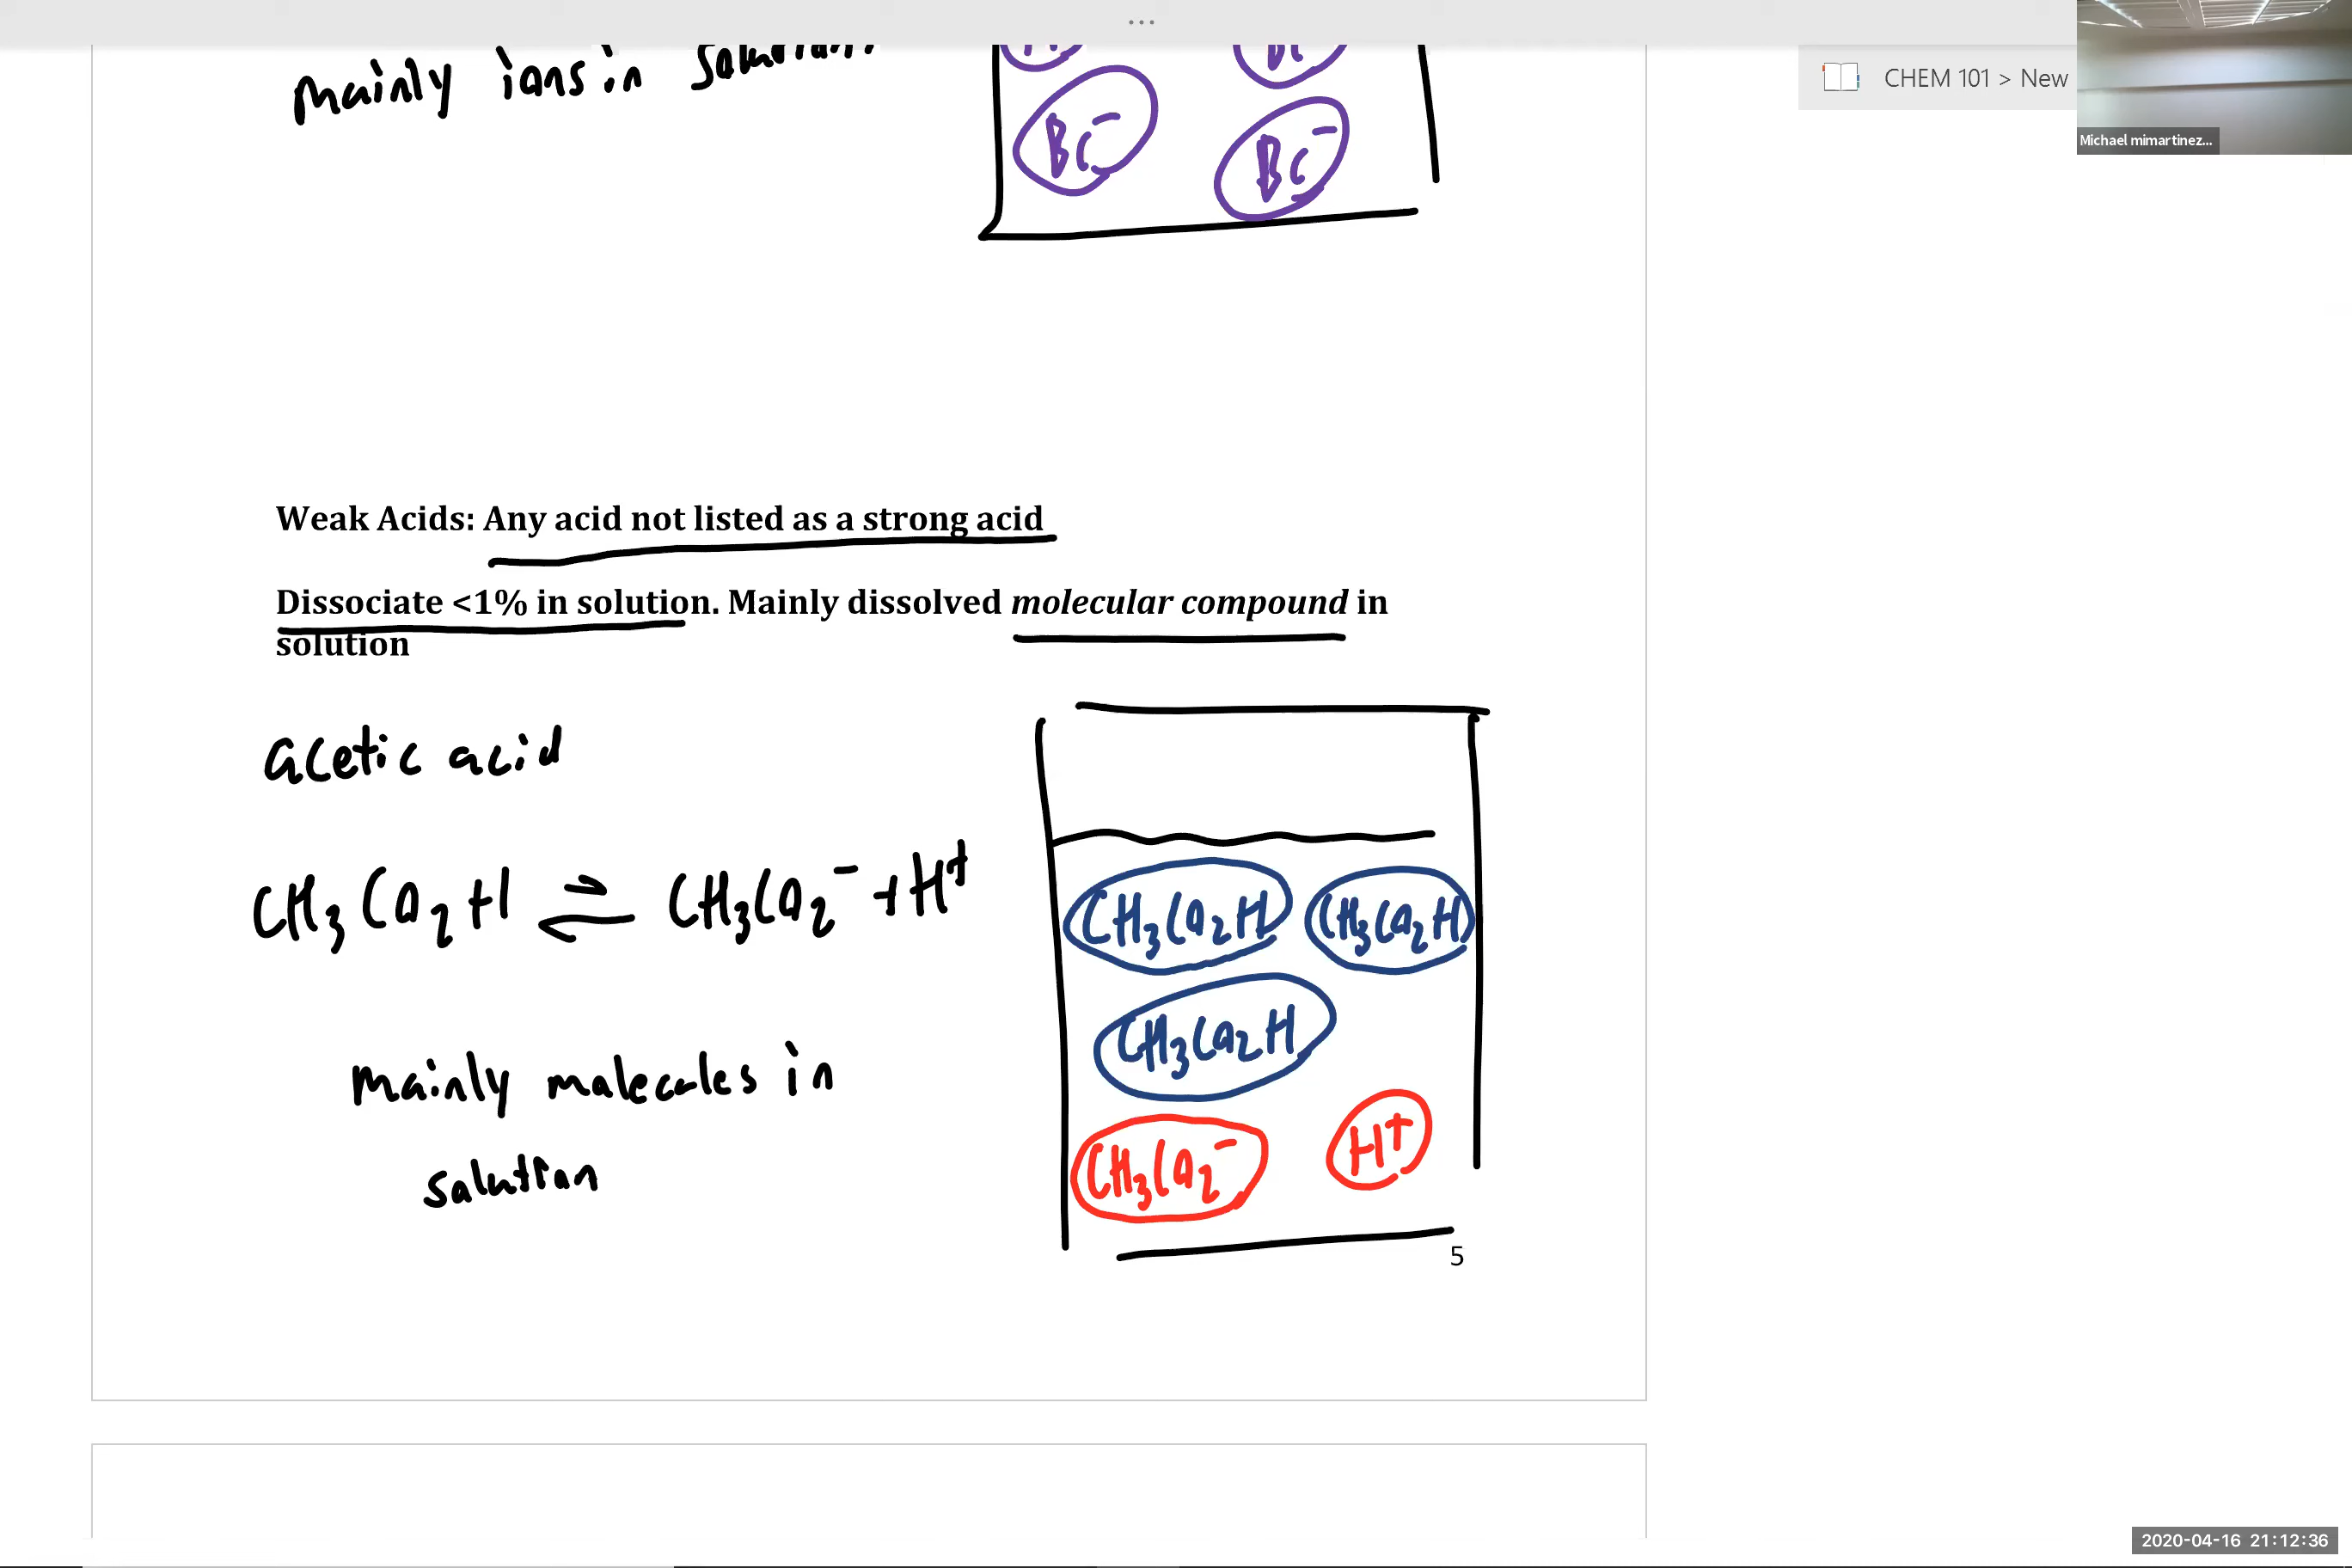 ...
CHEM 101 > New
Michael mimartinez...
mainly ions in
Br⁻ Br⁻
Weak Acids: Any acid not listed as a strong acid
Dissociate <1% in solution. Mainly dissolved molecular compound in
solution
acetic acid
CH₃CO₂H ⇌ CH₃CO₂⁻ + H⁺
mainly molecules in
solution
CH₃CO₂H CH₃CO₂H
CH₃CO₂H
CH₃CO₂⁻ H⁺
5
2020-04-16 21:12:36